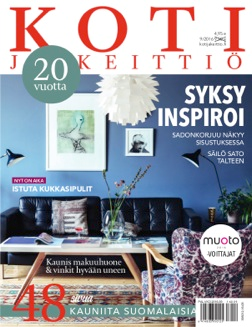 KOTI
JA KEITTIÖ
20
vuotta
SYKSY
INSPIROI
SADONKORJUU NÄKYY
SISUSTUKSESSA
SÄILÖ SATO
TALTEEN
NYT ON AIKA
ISTUTA KUKKASIPULIT
muoto
VOITTAJAT
Kaunis makuuhuone
& vinkit hyvään uneen
48 sivua
KAUNIITA SUOMALAISIA